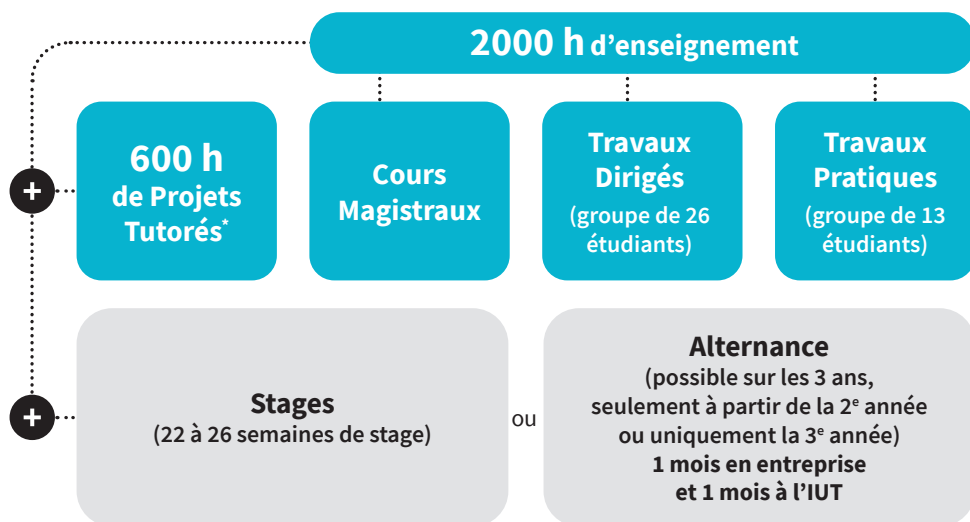 2000 h d’enseignement
+
600 h
de Projets
Tutorés*
Cours
Magistraux
Travaux
Dirigés
(groupe de 26
étudiants)
Travaux
Pratiques
(groupe de 13
étudiants)
+
Stages
(22 à 26 semaines de stage)
ou
Alternance
(possible sur les 3 ans,
seulement à partir de la 2e année
ou uniquement la 3e année)
1 mois en entreprise
et 1 mois à l’IUT